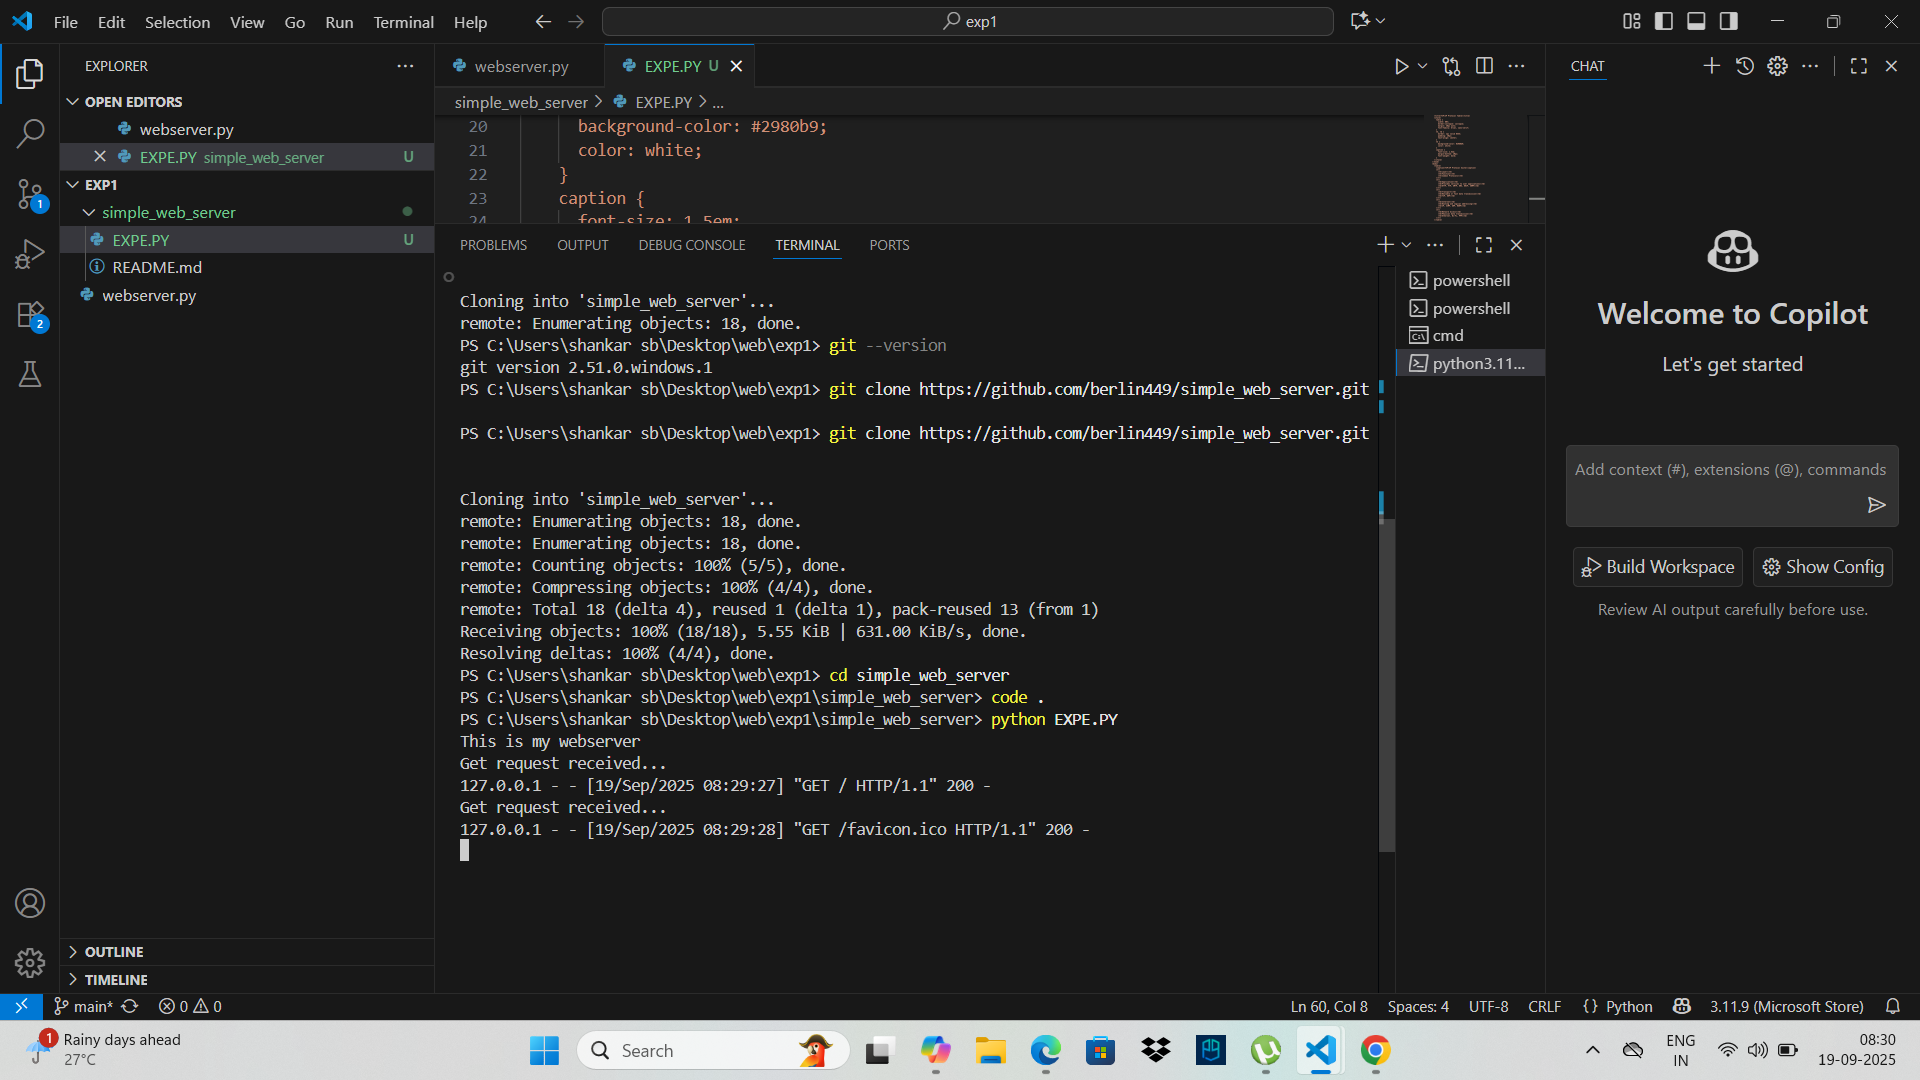 File Edit Selection View Go Run Terminal Help
exp1
EXPLORER
OPEN EDITORS
webserver.py
EXPE.PY simple_web_server U
EXP1
simple_web_server
EXPE.PY U
README.md
webserver.py
OUTLINE
TIMELINE
1
2
webserver.py
EXPE.PY U
simple_web_server > EXPE.PY > ...
20 background-color: #2980b9;
21 color: white;
22 }
23 caption {
24 font-size: 1.5em;
PROBLEMS OUTPUT DEBUG CONSOLE TERMINAL PORTS
Cloning into 'simple_web_server'...
remote: Enumerating objects: 18, done.
PS C:\Users\shankar sb\Desktop\web\exp1> git --version
git version 2.51.0.windows.1
PS C:\Users\shankar sb\Desktop\web\exp1> git clone https://github.com/berlin449/simple_web_server.git
PS C:\Users\shankar sb\Desktop\web\exp1> git clone https://github.com/berlin449/simple_web_server.git
Cloning into 'simple_web_server'...
remote: Enumerating objects: 18, done.
remote: Enumerating objects: 18, done.
remote: Counting objects: 100% (5/5), done.
remote: Compressing objects: 100% (4/4), done.
remote: Total 18 (delta 4), reused 1 (delta 1), pack-reused 13 (from 1)
Receiving objects: 100% (18/18), 5.55 KiB | 631.00 KiB/s, done.
Resolving deltas: 100% (4/4), done.
PS C:\Users\shankar sb\Desktop\web\exp1> cd simple_web_server
PS C:\Users\shankar sb\Desktop\web\exp1\simple_web_server> code .
PS C:\Users\shankar sb\Desktop\web\exp1\simple_web_server> python EXPE.PY
This is my webserver
Get request received...
127.0.0.1 - - [19/Sep/2025 08:29:27] "GET / HTTP/1.1" 200 -
Get request received...
127.0.0.1 - - [19/Sep/2025 08:29:28] "GET /favicon.ico HTTP/1.1" 200 -
powershell
powershell
cmd
python3.11...
CHAT
Welcome to Copilot
Let's get started
Add context (#), extensions (@), commands
Build Workspace
Show Config
Review AI output carefully before use.
main* 0 0
Ln 60, Col 8 Spaces: 4 UTF-8 CRLF {} Python 3.11.9 (Microsoft Store)
1
Rainy days ahead
27°C
Search
ENG
IN
08:30
19-09-2025